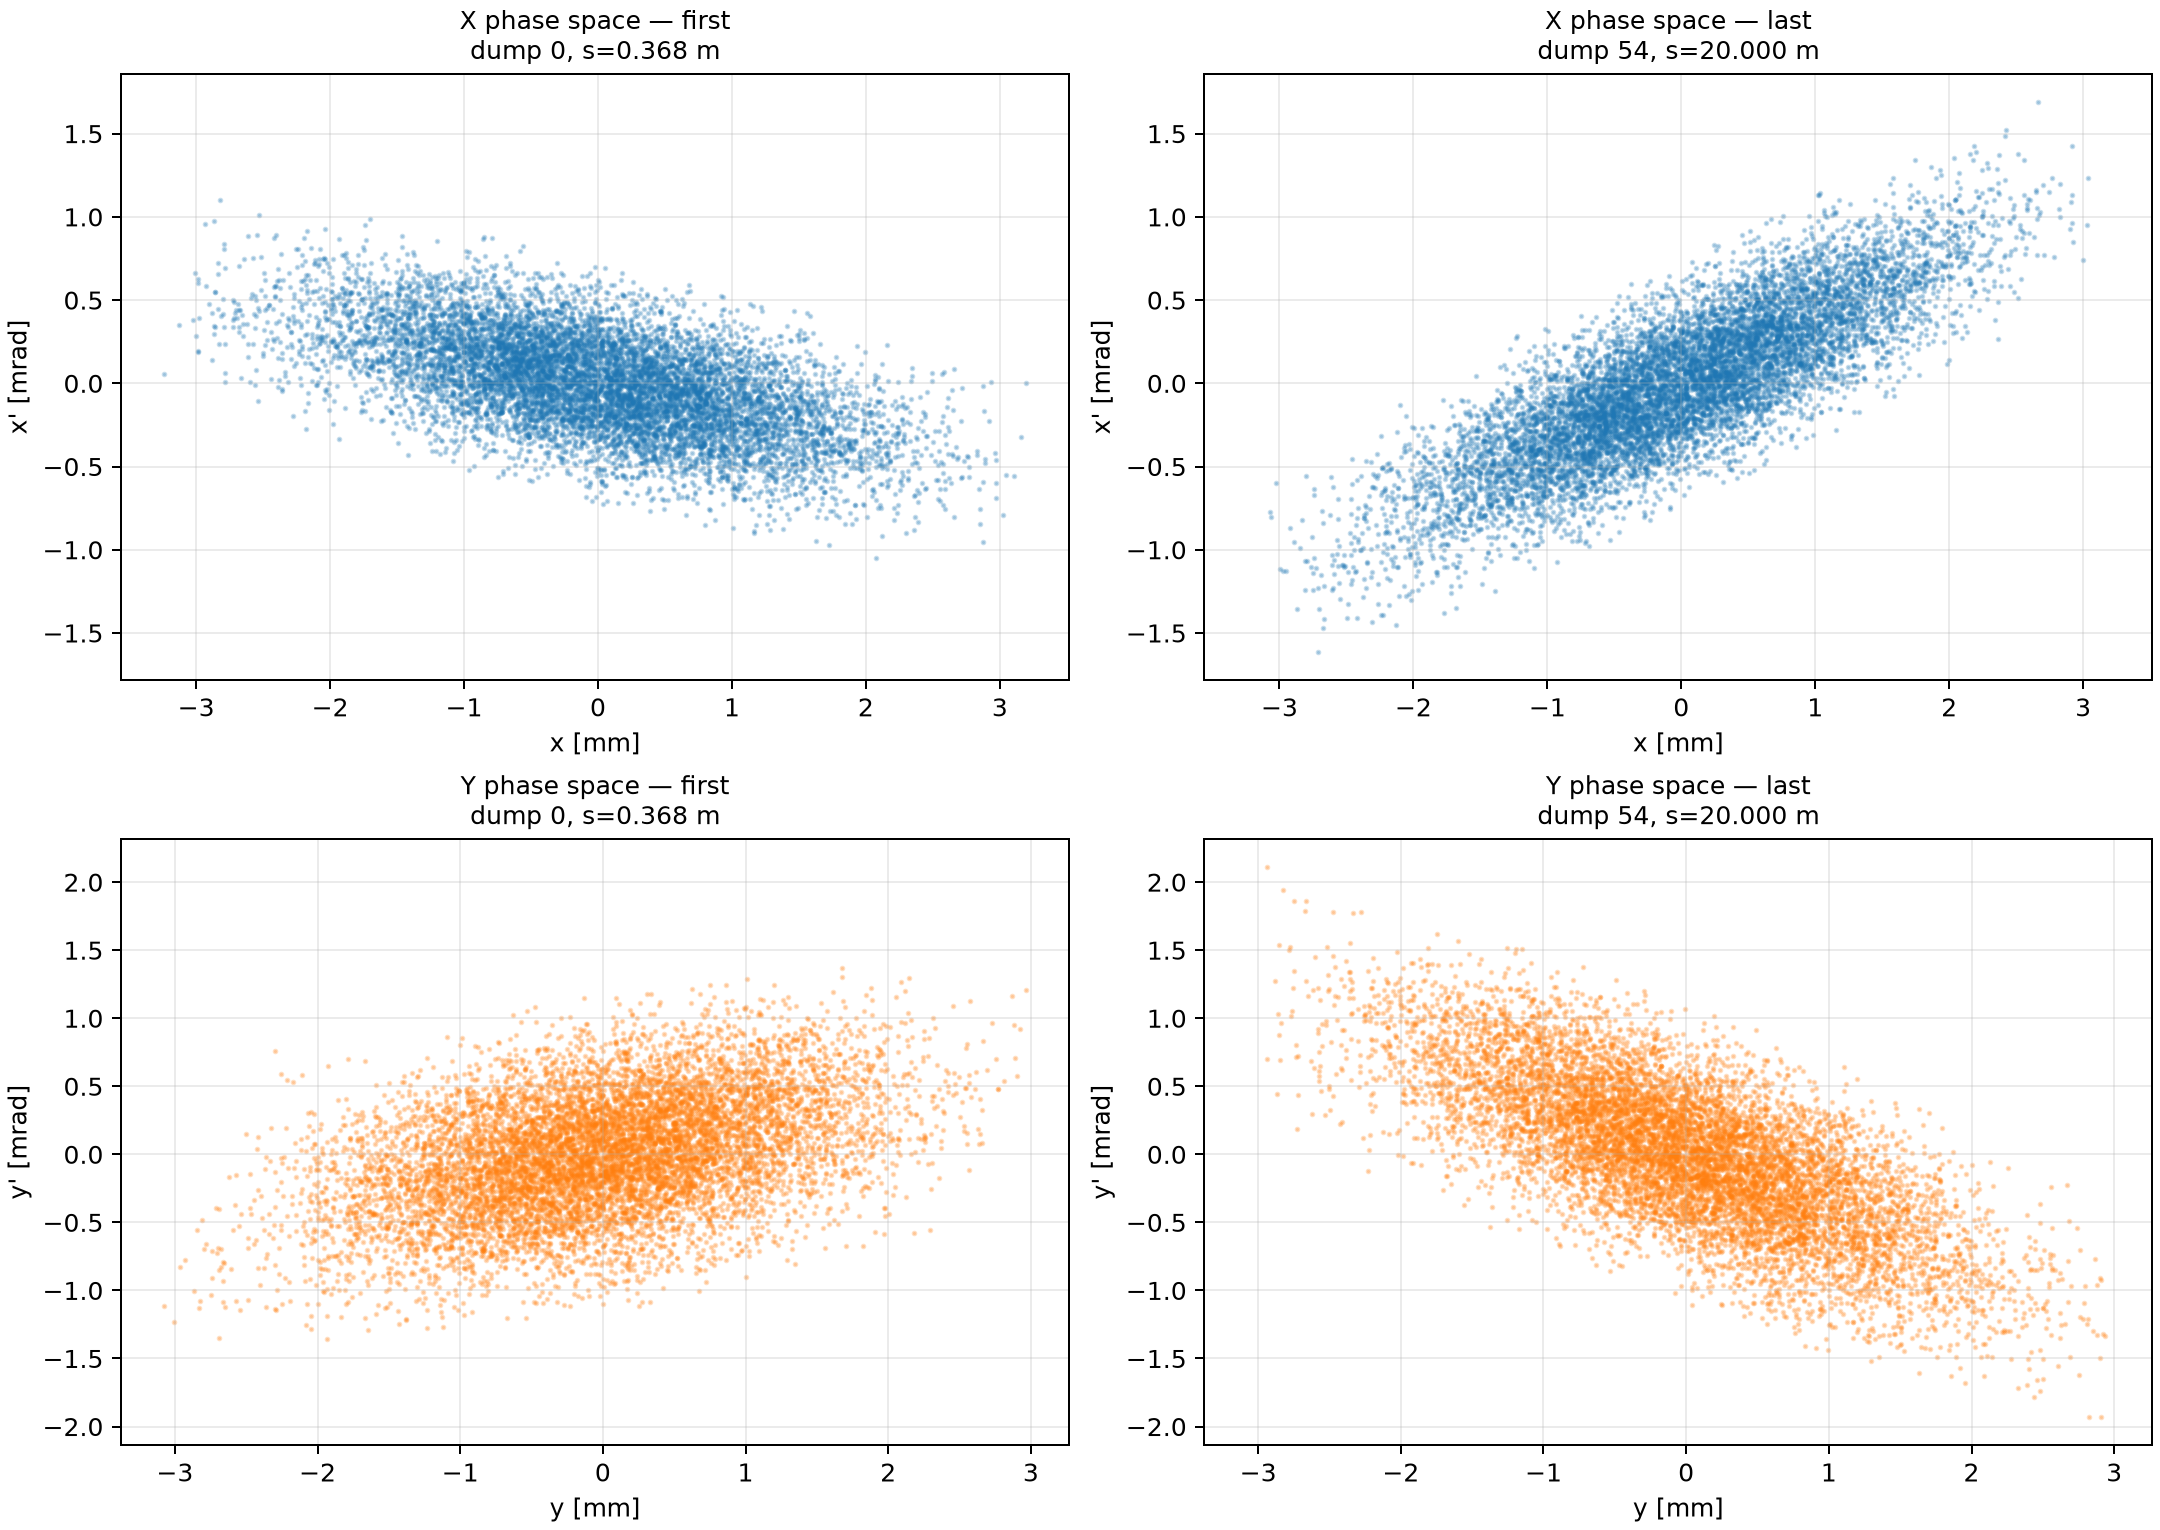 X phase space — first
dump 0, s=0.368 m
1.5
1.0
0.5
0.0
−0.5
−1.0
−1.5
x' [mrad]
−3 −2 −1 0 1 2 3
x [mm]
X phase space — last
dump 54, s=20.000 m
1.5
1.0
0.5
0.0
−0.5
−1.0
−1.5
x' [mrad]
−3 −2 −1 0 1 2 3
x [mm]
Y phase space — first
dump 0, s=0.368 m
2.0
1.5
1.0
0.5
0.0
−0.5
−1.0
−1.5
−2.0
y' [mrad]
−3 −2 −1 0 1 2 3
y [mm]
Y phase space — last
dump 54, s=20.000 m
2.0
1.5
1.0
0.5
0.0
−0.5
−1.0
−1.5
−2.0
y' [mrad]
−3 −2 −1 0 1 2 3
y [mm]